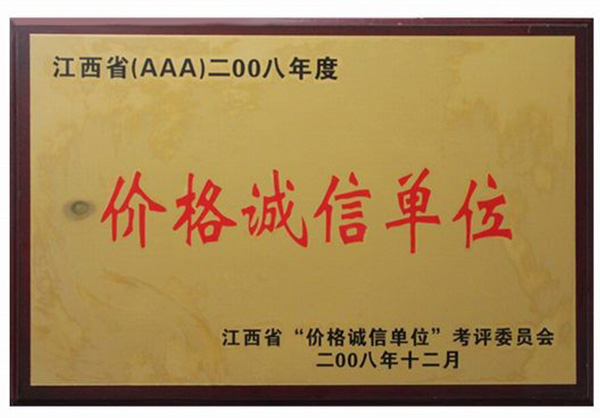 江西省(AAA)二00八年度
价格诚信单位
江西省“价格诚信单位”考评委员会
二00八年十二月